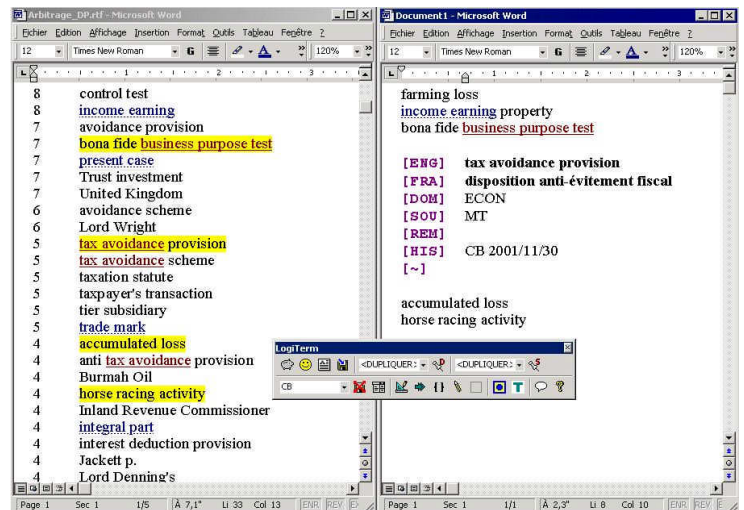 Arbitrage_DP.rtf - Microsoft Word
Fichier Edition Affichage Insertion Format Outils Tableau Fenêtre ?
12 Times New Roman G 120%
1 2 3
8 control test
8 income earning
7 avoidance provision
7 bona fide business purpose test
7 present case
7 Trust investment
7 United Kingdom
6 avoidance scheme
6 Lord Wright
5 tax avoidance provision
5 tax avoidance scheme
5 taxation statute
5 taxpayer's transaction
5 tier subsidiary
5 trade mark
4 accumulated loss
4 anti tax avoidance provision
4 Burmah Oil
4 horse racing activity
4 Inland Revenue Commissioner
4 integral part
4 interest deduction provision
4 Jackett p.
4 Lord Denning's
Page 1 Sec 1 1/5 À 7,1" Li 33 Col 13 ENR REV E
Document1 - Microsoft Word
Fichier Edition Affichage Insertion Format Outils Tableau Fenêtre ?
12 Times New Roman G 120%
1 2 3
farming loss
income earning property
bona fide business purpose test
[ENG] tax avoidance provision
[FRA] disposition anti-évitement fiscal
[DOM] ECON
[SOU] MT
[REM]
[HIS] CB 2001/11/30
[~]
accumulated loss
horse racing activity
Page 1 Sec 1 1/1 À 2,3" Li 8 Col 10 ENR REV E
LogiTerm
<DUPLIQUER> <DUPLIQUER>
CB { } T ?